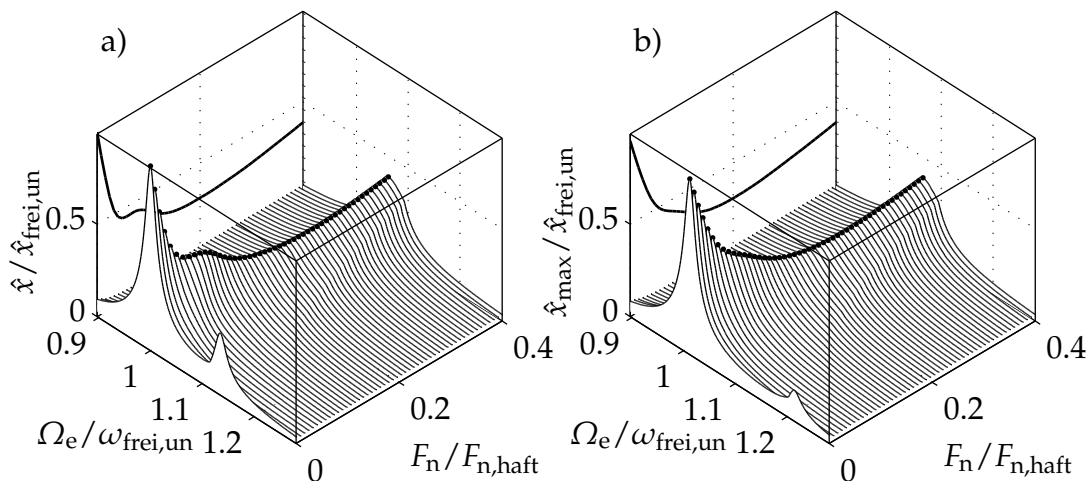 a)
x̂/x̂frei,un
0.5
0
0.9
1
1.1
1.2
Ωe/ωfrei,un
0
0.2
0.4
Fn/Fn,haft
b)
x̂max/x̂frei,un
0.5
0
0.9
1
1.1
1.2
Ωe/ωfrei,un
0
0.2
0.4
Fn/Fn,haft